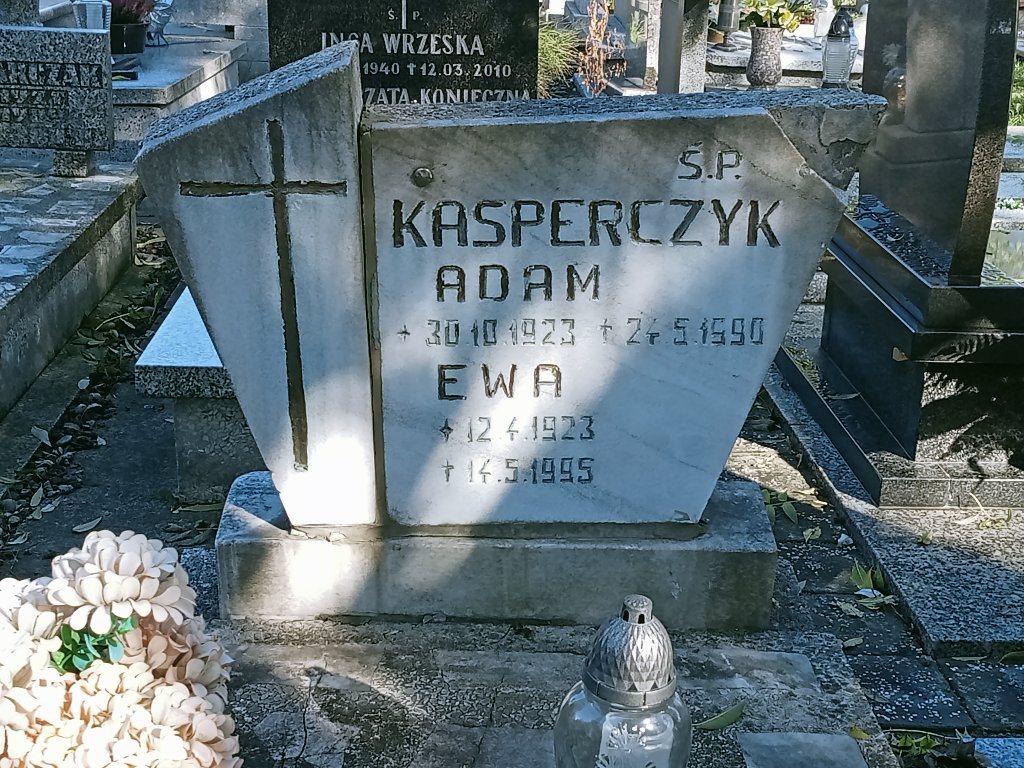 Ś. P.
INGA WRZESKA
1940 ✝ 12.03.2010
KONIECZNA
Ś.P.
KASPERCZYK
ADAM
✦ 30.10.1923 ✝ 24.5.1990
EWA
✦ 12.4.1923
✝ 14.5.1995